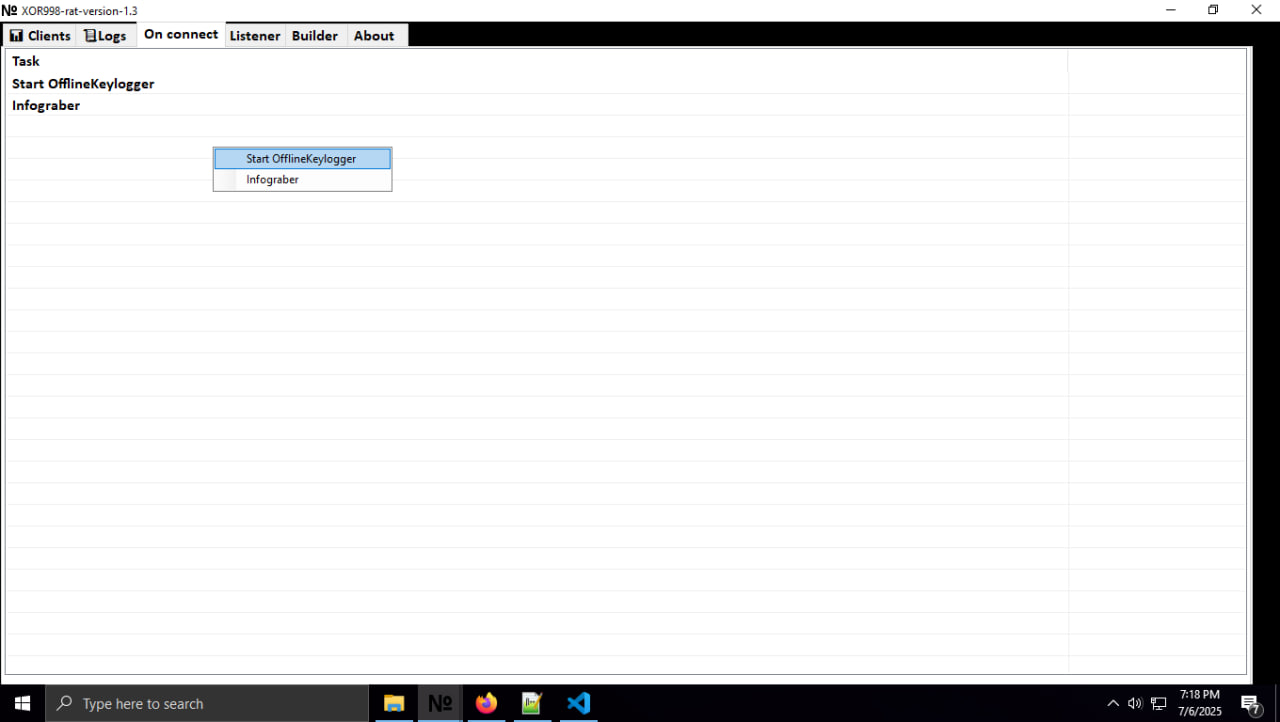 № XOR998-rat-version-1.3
Clients Logs On connect Listener Builder About
Task
Start OfflineKeylogger
Infograber
Start OfflineKeylogger
Infograber
Type here to search
№
7:18 PM
7/6/2025
7